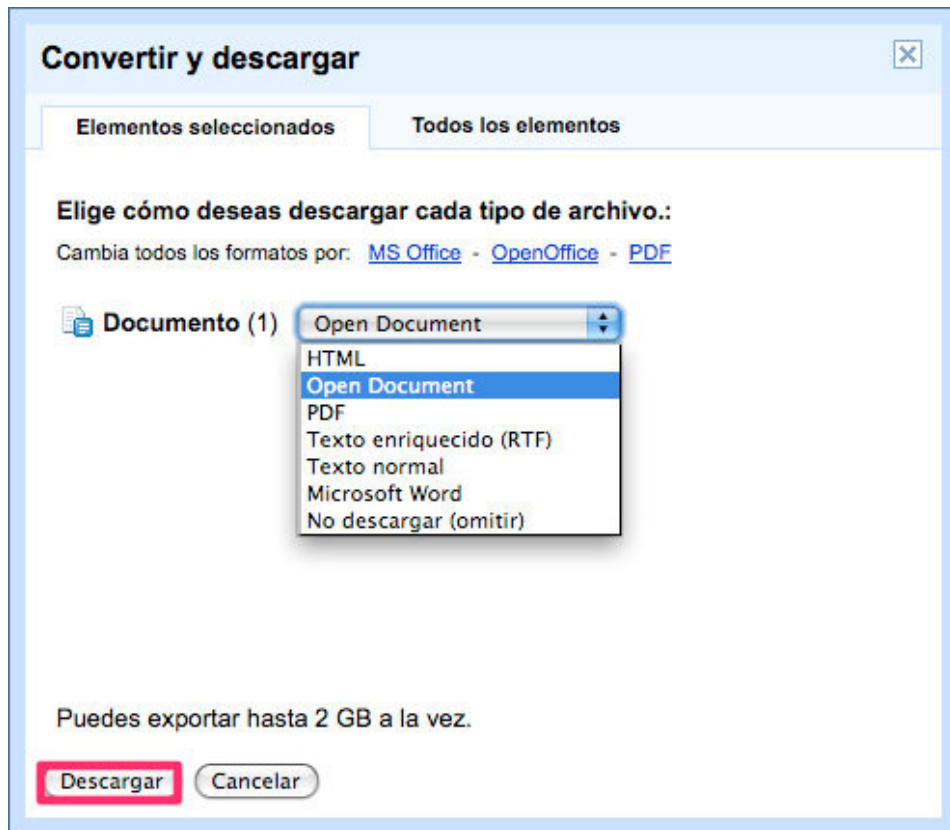 Convertir y descargar
Elementos seleccionados
Todos los elementos
Elige cómo deseas descargar cada tipo de archivo.:
Cambia todos los formatos por: MS Office - OpenOffice - PDF
Documento (1) Open Document
HTML
Open Document
PDF
Texto enriquecido (RTF)
Texto normal
Microsoft Word
No descargar (omitir)
Puedes exportar hasta 2 GB a la vez.
Descargar Cancelar